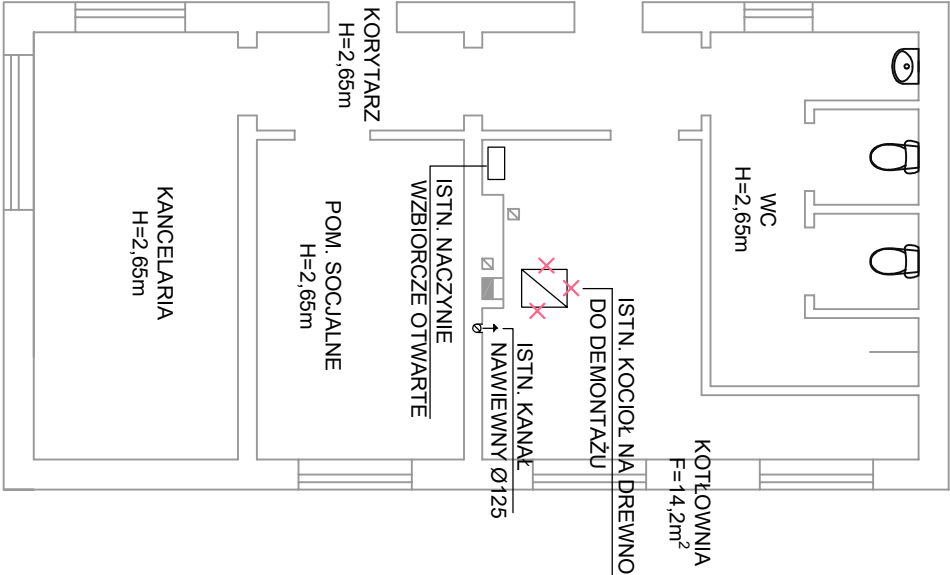 KORYTARZ
H=2,65m
WC
H=2,65m
KANCELARIA
H=2,65m
POM. SOCJALNE
H=2,65m
ISTN. NACZYNIE
WZBIORCZE OTWARTE
ISTN. KANAŁ
NAWIEWNY Ø125
ISTN. KOCIOŁ NA DREWNO
DO DEMONTAŻU
KOTŁOWNIA
F=14,2m²